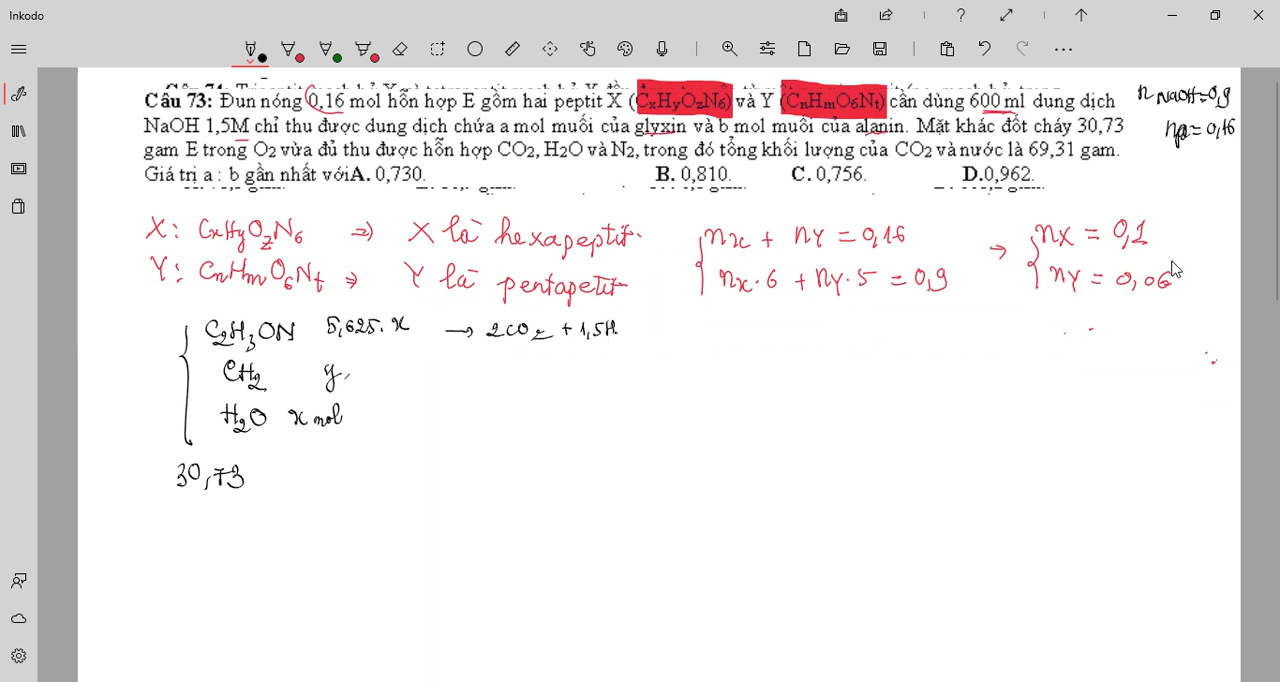 Inkodo
Câu 73: Đun nóng 0,16 mol hỗn hợp E gồm hai peptit X (CxHyOzN6) và Y (CnHmO6Nt) cần dùng 600 ml dung dịch
NaOH 1,5M chỉ thu được dung dịch chứa a mol muối của glyxin và b mol muối của alanin. Mặt khác đốt cháy 30,73
gam E trong O2 vừa đủ thu được hỗn hợp CO2, H2O và N2, trong đó tổng khối lượng của CO2 và nước là 69,31 gam.
Giá trị a : b gần nhất với A. 0,730. B. 0,810. C. 0,756. D. 0,962.
n NaOH = 0,9
= 0,16
X: CxHyOzN6 => X là hexapeptit.
Y: CnHmO6Nt => Y là pentapetit
nx + ny = 0,16
nx.6 + ny.5 = 0,9
→ nx = 0,1
ny = 0,06
C2H3ON 5,625.x → 2CO2 + 1,5H
CH2 y
H2O x mol
30,73